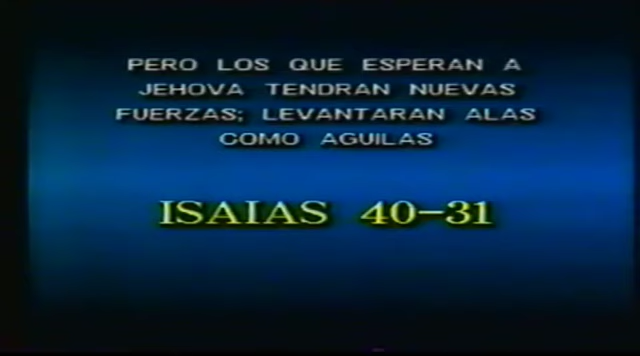 PERO LOS QUE ESPERAN A
JEHOVA TENDRAN NUEVAS
FUERZAS; LEVANTARAN ALAS
COMO AGUILAS
ISAIAS 40-31